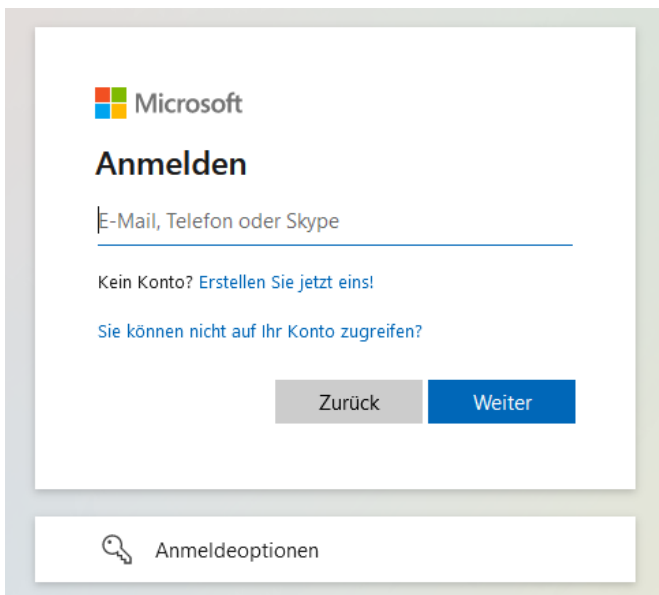 Microsoft
Anmelden
E-Mail, Telefon oder Skype
Kein Konto? Erstellen Sie jetzt eins!
Sie können nicht auf Ihr Konto zugreifen?
Zurück Weiter
Anmeldeoptionen